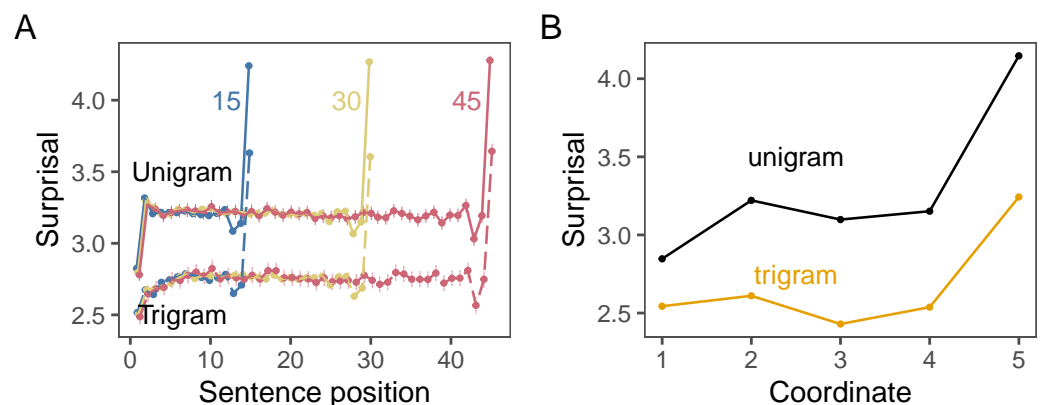 A
Surprisal
4.0
3.5
3.0
2.5
15
30
45
Unigram
Trigram
0
10
20
30
40
Sentence position
B
Surprisal
4.0
3.5
3.0
2.5
unigram
trigram
1
2
3
4
5
Coordinate